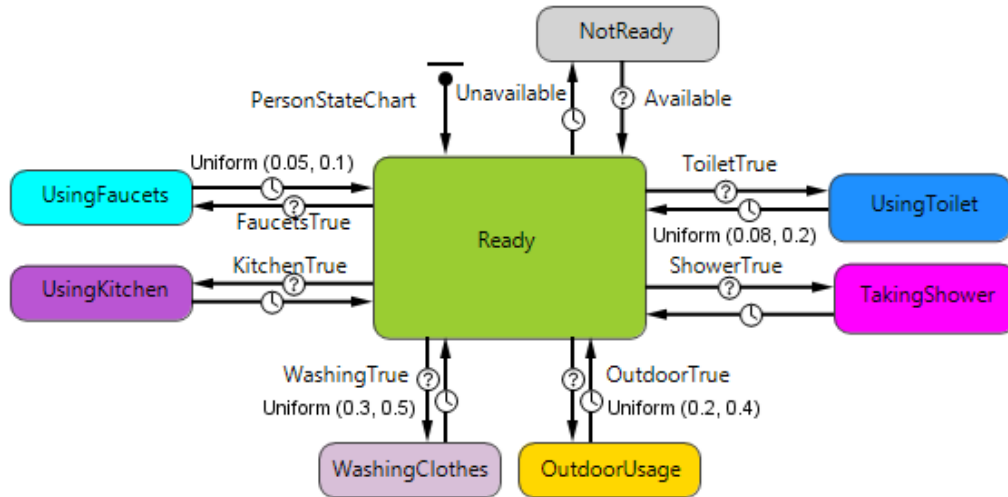 NotReady
PersonStateChart
Unavailable
? Available
Uniform (0.05, 0.1)
ToiletTrue
UsingFaucets
?
UsingToilet
?
FaucetsTrue
Ready
Uniform (0.08, 0.2)
KitchenTrue
ShowerTrue
UsingKitchen
?
?
TakingShower
WashingTrue
?
?
OutdoorTrue
Uniform (0.3, 0.5)
Uniform (0.2, 0.4)
WashingClothes
OutdoorUsage